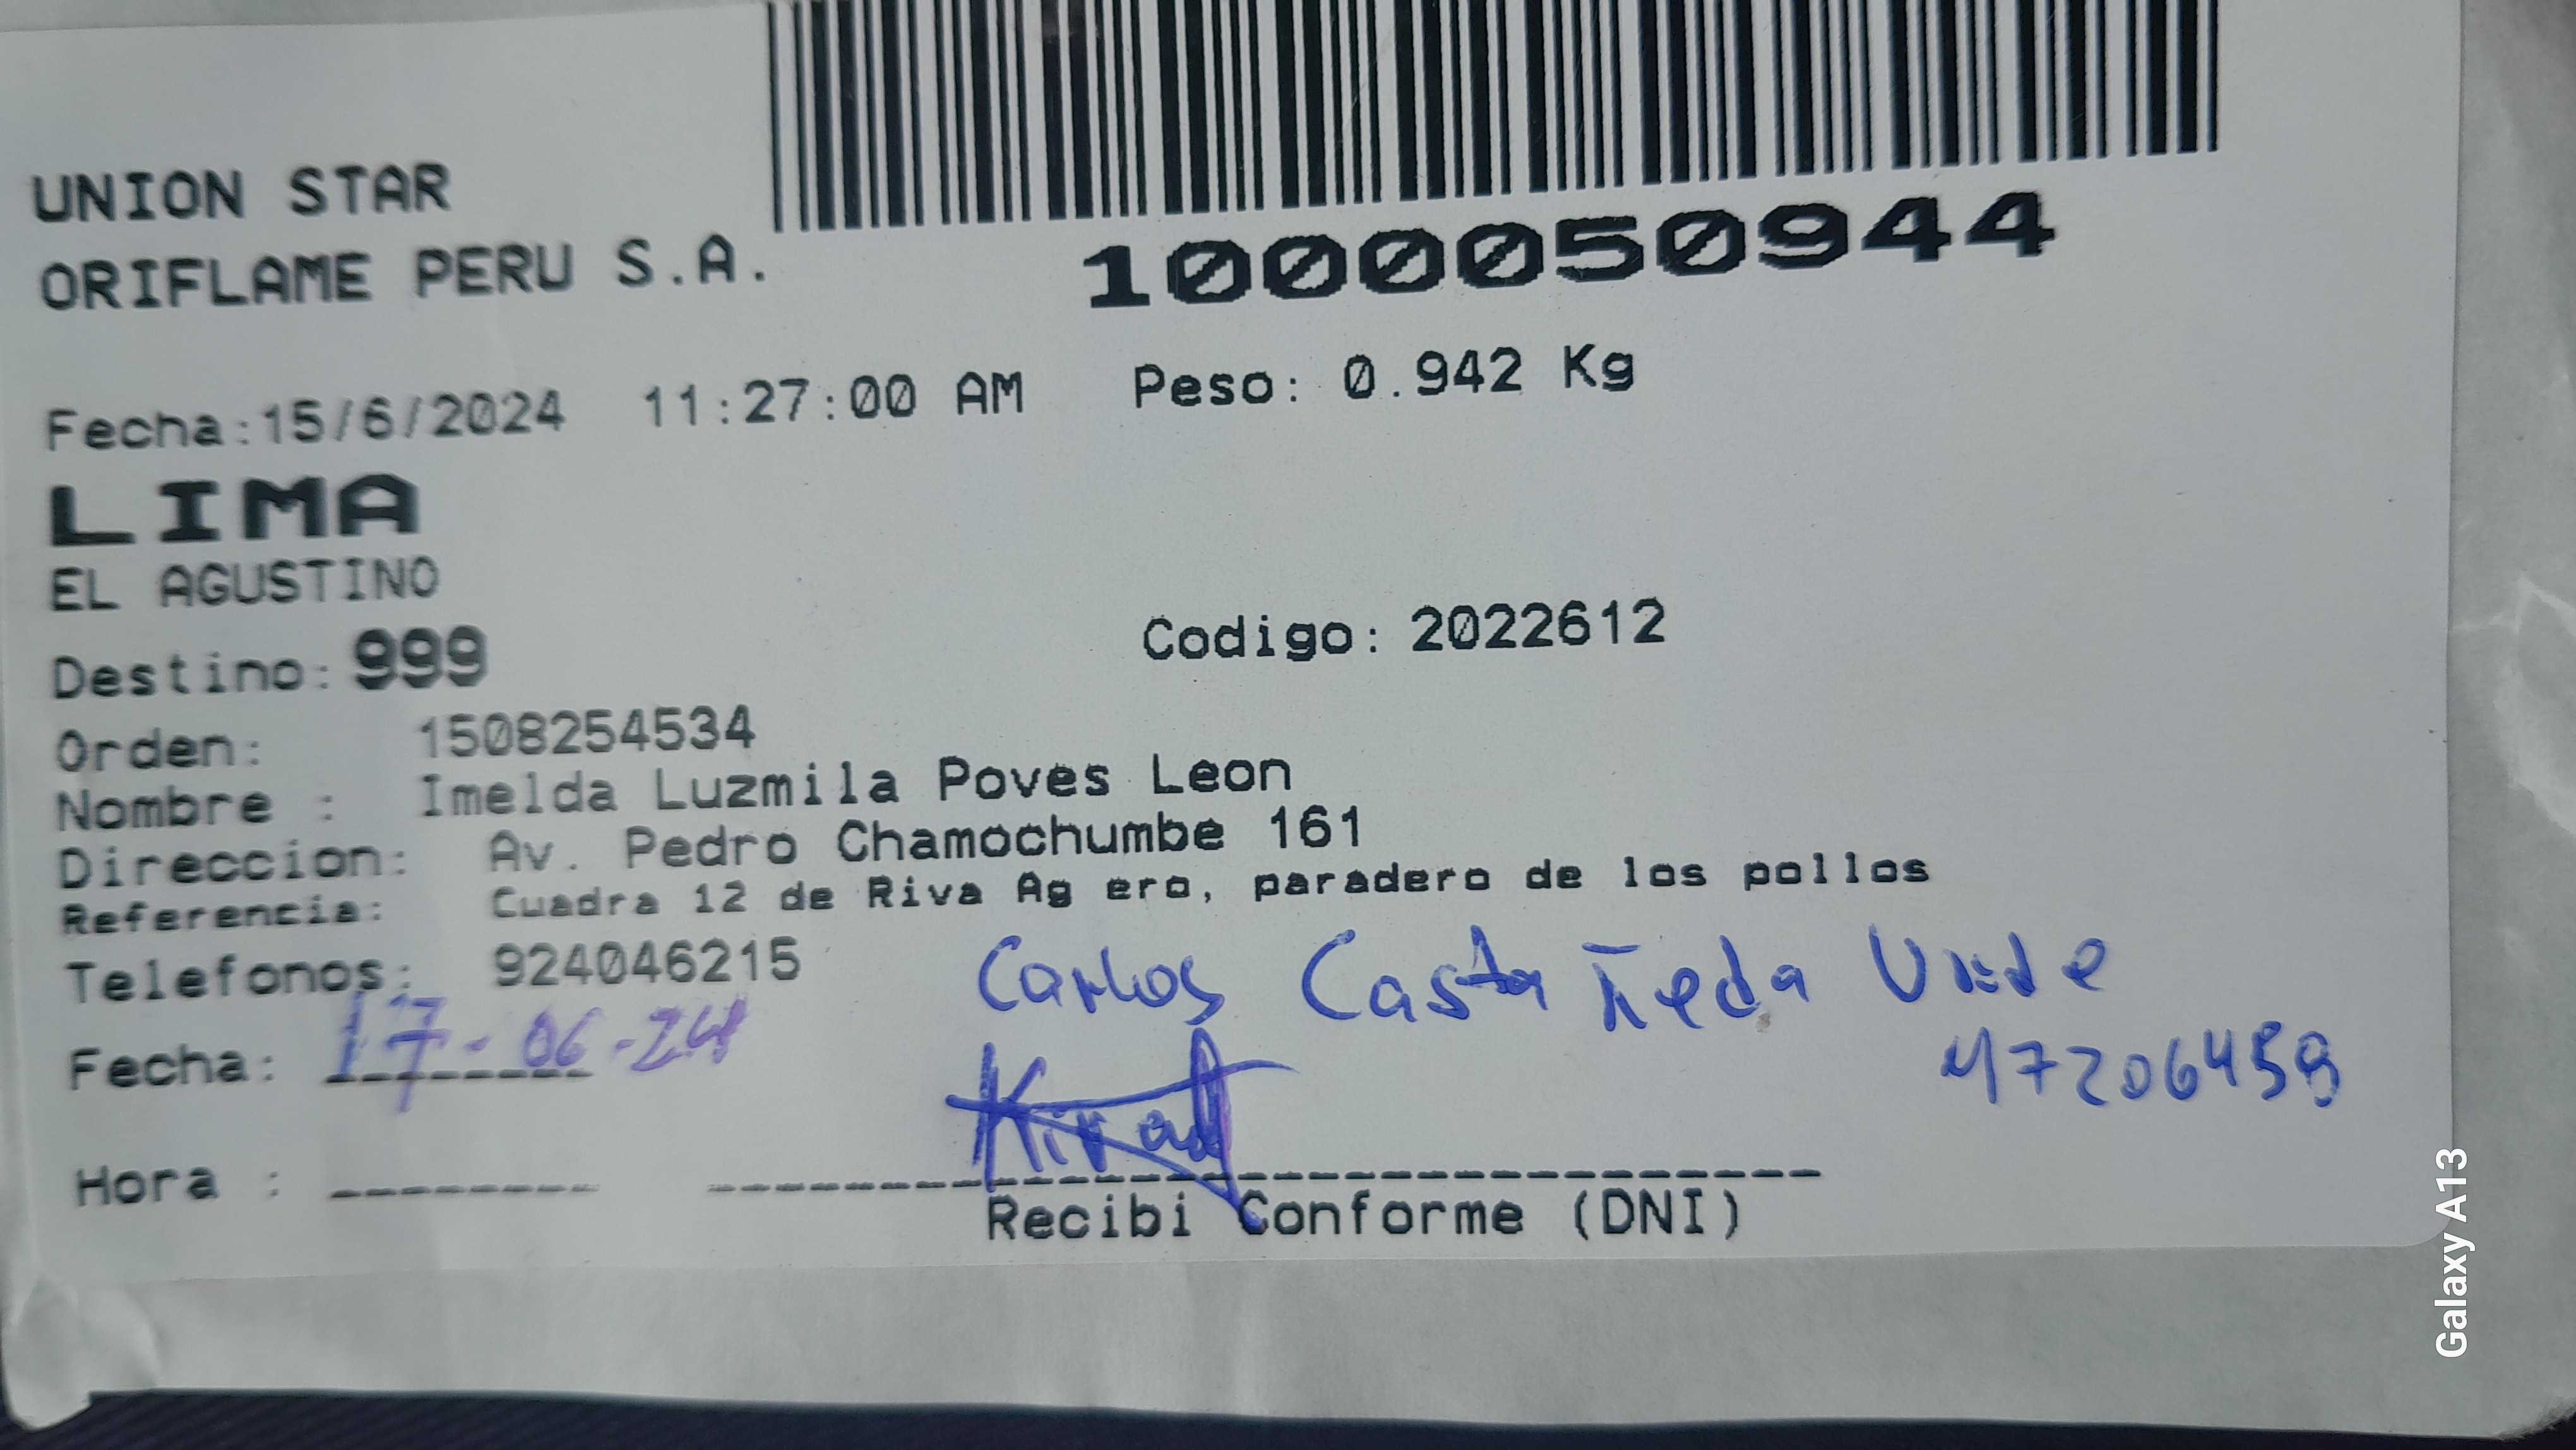 UNION STAR
ORIFLAME PERU S.A.
1000050944
Fecha:15/6/2024 11:27:00 AM Peso: 0.942 Kg
LIMA
EL AGUSTINO
Destino: 999 Codigo: 2022612
Orden: 1508254534
Nombre : Imelda Luzmila Poves Leon
Direccion: Av. Pedro Chamochumbe 161
Referencia: Cuadra 12 de Riva Ag ero, paradero de los pollos
Telefonos: 924046215
Carlos Castañeda
Fecha: 17-06-24
Hora :
Recibi Conforme (DNI)
Galaxy A13